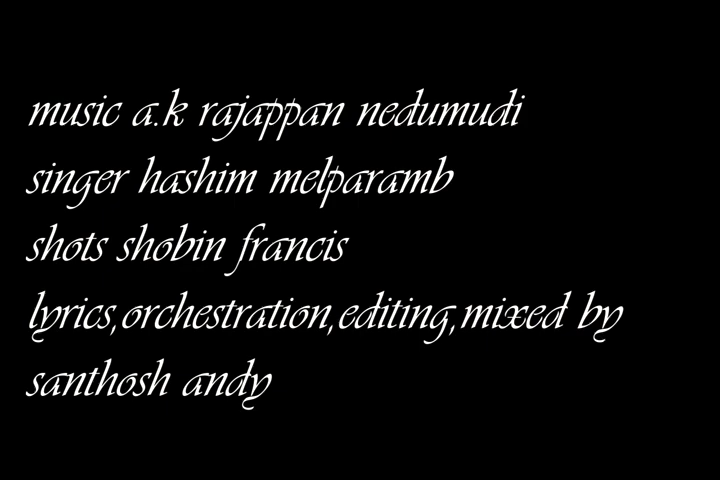 music a.k rajappan nedumudi
singer hashim melparamb
shots shobin francis
lyrics,orchestration,editing,mixed by
santhosh andy